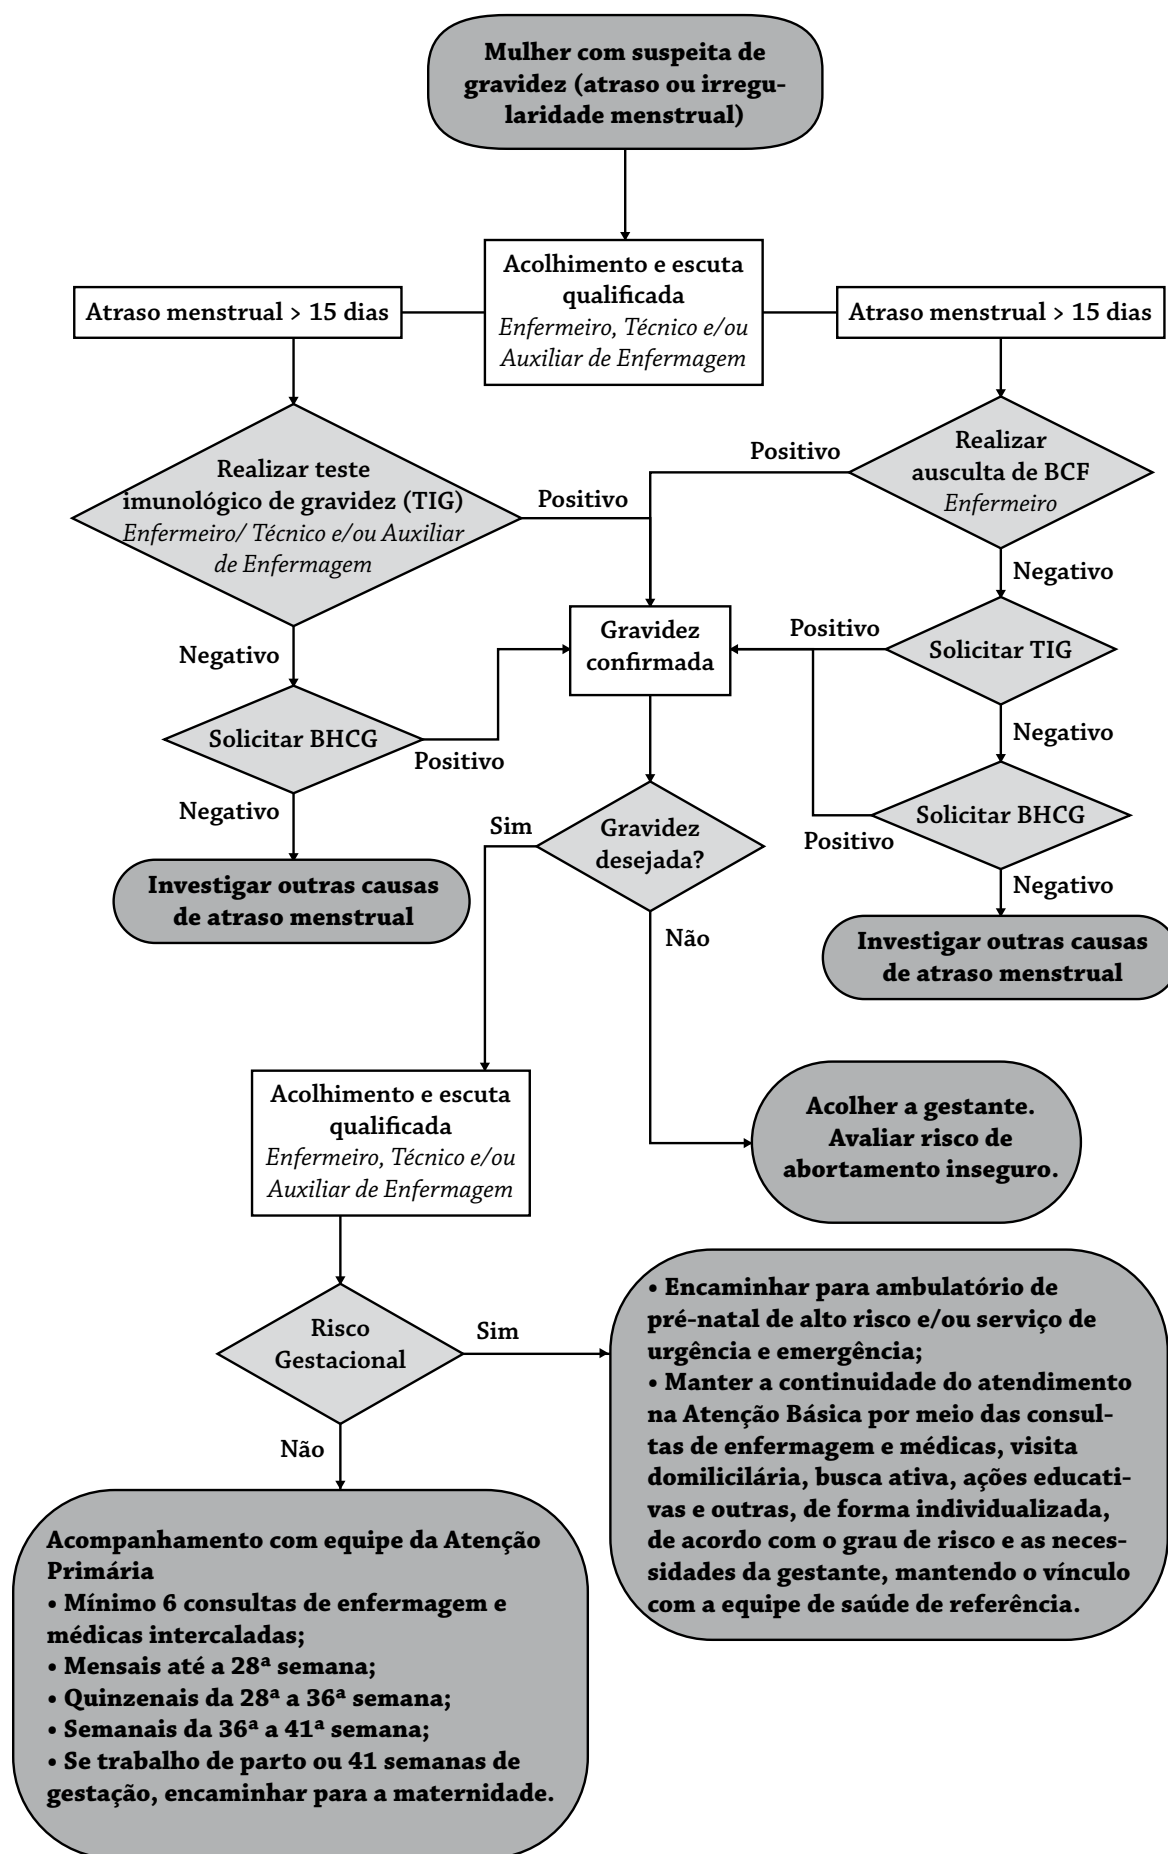 Mulher com suspeita de
gravidez (atraso ou irregu-
laridade menstrual)
Acolhimento e escuta
qualificada
Enfermeiro, Técnico e/ou
Auxiliar de Enfermagem
Atraso menstrual > 15 dias
Atraso menstrual > 15 dias
Realizar teste
imunológico de gravidez (TIG)
Enfermeiro/ Técnico e/ou Auxiliar
de Enfermagem
Positivo
Positivo
Realizar
ausculta de BCF
Enfermeiro
Negativo
Negativo
Gravidez
confirmada
Positivo
Solicitar TIG
Solicitar BHCG
Positivo
Negativo
Negativo
Sim
Gravidez
desejada?
Solicitar BHCG
Positivo
Negativo
Investigar outras causas
de atraso menstrual
Não
Investigar outras causas
de atraso menstrual
Acolhimento e escuta
qualificada
Enfermeiro, Técnico e/ou
Auxiliar de Enfermagem
Acolher a gestante.
Avaliar risco de
abortamento inseguro.
Risco
Gestacional
Sim
Não
• Encaminhar para ambulatório de
pré-natal de alto risco e/ou serviço de
urgência e emergência;
• Manter a continuidade do atendimento
na Atenção Básica por meio das consul-
tas de enfermagem e médicas, visita
domilicilária, busca ativa, ações educati-
vas e outras, de forma individualizada,
de acordo com o grau de risco e as neces-
sidades da gestante, mantendo o vínculo
com a equipe de saúde de referência.
Acompanhamento com equipe da Atenção
Primária
• Mínimo 6 consultas de enfermagem e
médicas intercaladas;
• Mensais até a 28ª semana;
• Quinzenais da 28ª a 36ª semana;
• Semanais da 36ª a 41ª semana;
• Se trabalho de parto ou 41 semanas de
gestação, encaminhar para a maternidade.